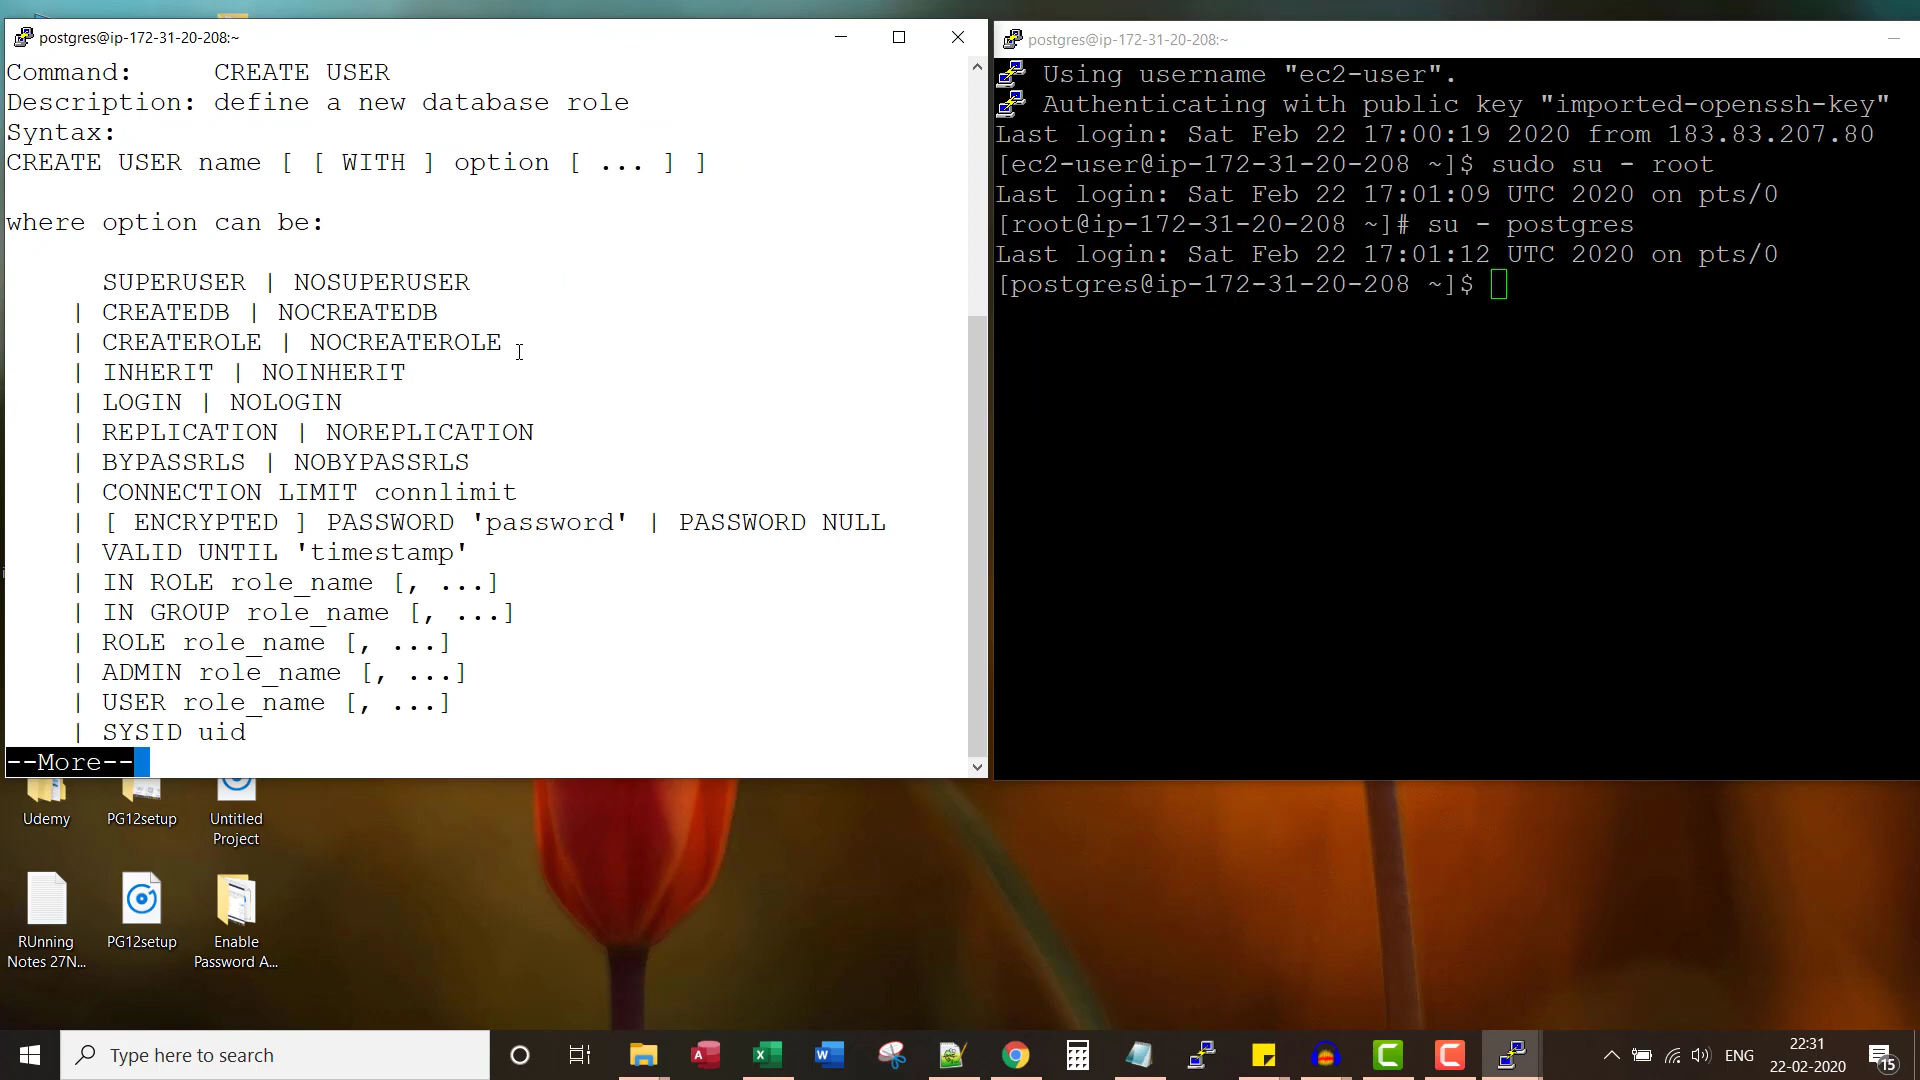 postgres@ip-172-31-20-208:~
Command:     CREATE USER
Description: define a new database role
Syntax:
CREATE USER name [ [ WITH ] option [ ... ] ]
where option can be:
SUPERUSER | NOSUPERUSER
| CREATEDB | NOCREATEDB
| CREATEROLE | NOCREATEROLE
| INHERIT | NOINHERIT
| LOGIN | NOLOGIN
| REPLICATION | NOREPLICATION
| BYPASSRLS | NOBYPASSRLS
| CONNECTION LIMIT connlimit
| [ ENCRYPTED ] PASSWORD 'password' | PASSWORD NULL
| VALID UNTIL 'timestamp'
| IN ROLE role_name [, ...]
| IN GROUP role_name [, ...]
| ROLE role_name [, ...]
| ADMIN role_name [, ...]
| USER role_name [, ...]
| SYSID uid
--More--
postgres@ip-172-31-20-208:~
Using username "ec2-user".
Authenticating with public key "imported-openssh-key"
Last login: Sat Feb 22 17:00:19 2020 from 183.83.207.80
[ec2-user@ip-172-31-20-208 ~]$ sudo su - root
Last login: Sat Feb 22 17:01:09 UTC 2020 on pts/0
[root@ip-172-31-20-208 ~]# su - postgres
Last login: Sat Feb 22 17:01:12 UTC 2020 on pts/0
[postgres@ip-172-31-20-208 ~]$
Udemy
PG12setup
Untitled
Project
RUnning
Notes 27N...
PG12setup
Enable
Password A...
Type here to search
ENG
22:31
22-02-2020
15